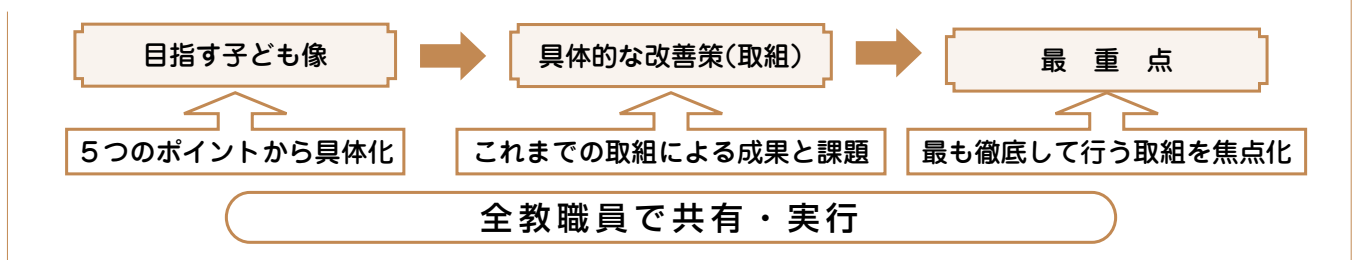 目指す子ども像
具体的な改善策（取組）
最　重　点
５つのポイントから具体化
これまでの取組による成果と課題
最も徹底して行う取組を焦点化
全教職員で共有・実行